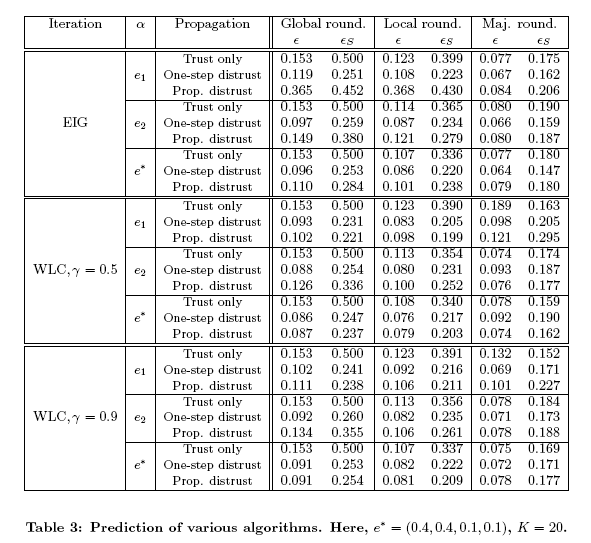 Iteration α Propagation Global round. Local round. Maj. round.
ϵ ϵS ϵ ϵS ϵ ϵS
EIG e1 Trust only 0.153 0.500 0.123 0.399 0.077 0.175
One-step distrust 0.119 0.251 0.108 0.223 0.067 0.162
Prop. distrust 0.365 0.452 0.368 0.430 0.084 0.206
e2 Trust only 0.153 0.500 0.114 0.365 0.080 0.190
One-step distrust 0.097 0.259 0.087 0.234 0.066 0.159
Prop. distrust 0.149 0.380 0.121 0.279 0.080 0.187
e* Trust only 0.153 0.500 0.107 0.336 0.077 0.180
One-step distrust 0.096 0.253 0.086 0.220 0.064 0.147
Prop. distrust 0.110 0.284 0.101 0.238 0.079 0.180
WLC, γ = 0.5 e1 Trust only 0.153 0.500 0.123 0.390 0.189 0.163
One-step distrust 0.093 0.231 0.083 0.205 0.098 0.205
Prop. distrust 0.102 0.221 0.098 0.199 0.121 0.295
e2 Trust only 0.153 0.500 0.113 0.354 0.074 0.174
One-step distrust 0.088 0.254 0.080 0.231 0.093 0.187
Prop. distrust 0.126 0.336 0.100 0.252 0.076 0.177
e* Trust only 0.153 0.500 0.108 0.340 0.078 0.159
One-step distrust 0.086 0.247 0.076 0.217 0.092 0.190
Prop. distrust 0.087 0.237 0.079 0.203 0.074 0.162
WLC, γ = 0.9 e1 Trust only 0.153 0.500 0.123 0.391 0.132 0.152
One-step distrust 0.102 0.241 0.092 0.216 0.069 0.171
Prop. distrust 0.111 0.238 0.106 0.211 0.101 0.227
e2 Trust only 0.153 0.500 0.113 0.356 0.078 0.184
One-step distrust 0.092 0.260 0.082 0.235 0.071 0.173
Prop. distrust 0.134 0.355 0.106 0.261 0.078 0.188
e* Trust only 0.153 0.500 0.107 0.337 0.075 0.169
One-step distrust 0.091 0.253 0.082 0.222 0.072 0.171
Prop. distrust 0.091 0.254 0.081 0.209 0.078 0.177
Table 3: Prediction of various algorithms. Here, e* = (0.4, 0.4, 0.1, 0.1), K = 20.